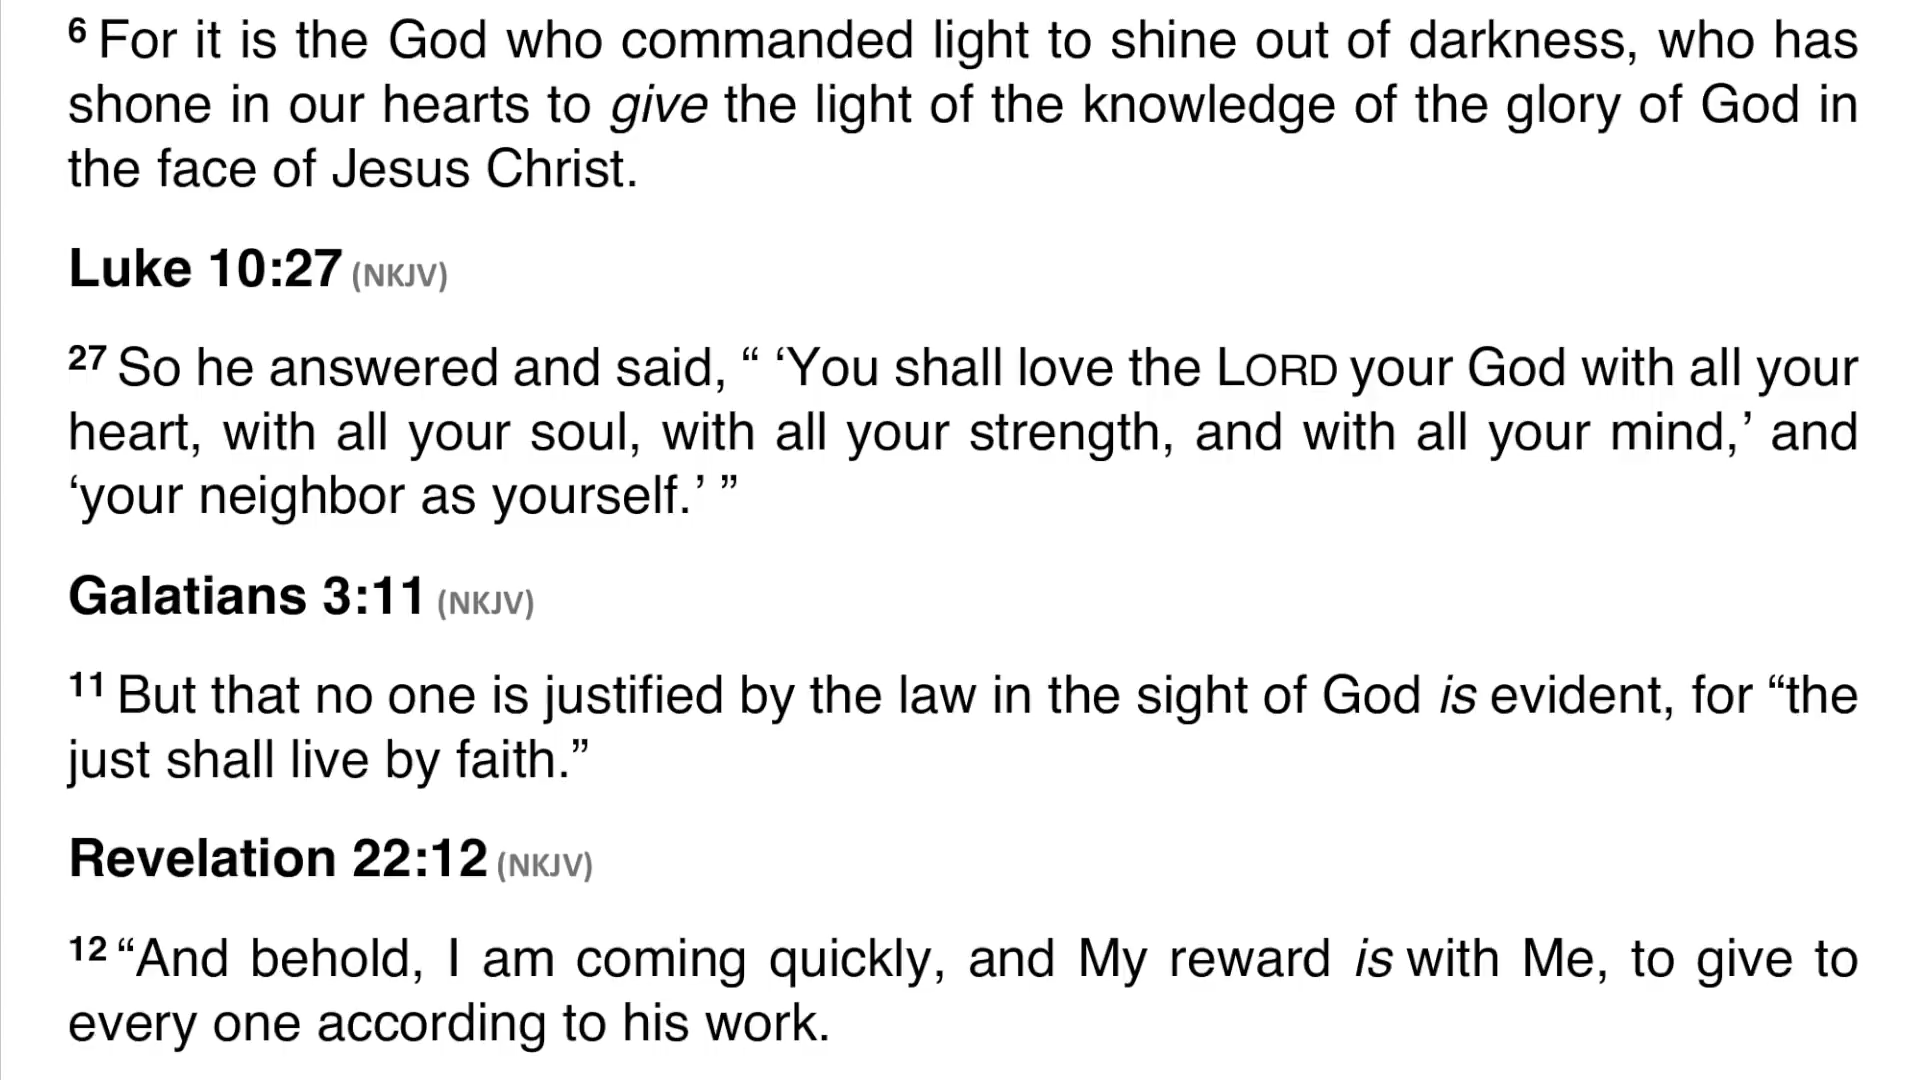 6 For it is the God who commanded light to shine out of darkness, who has
shone in our hearts to give the light of the knowledge of the glory of God in
the face of Jesus Christ.
Luke 10:27 (NKJV)
27 So he answered and said, “ ‘You shall love the LORD your God with all your
heart, with all your soul, with all your strength, and with all your mind,’ and
‘your neighbor as yourself.’ ”
Galatians 3:11 (NKJV)
11 But that no one is justified by the law in the sight of God is evident, for “the
just shall live by faith.”
Revelation 22:12 (NKJV)
12 “And behold, I am coming quickly, and My reward is with Me, to give to
every one according to his work.